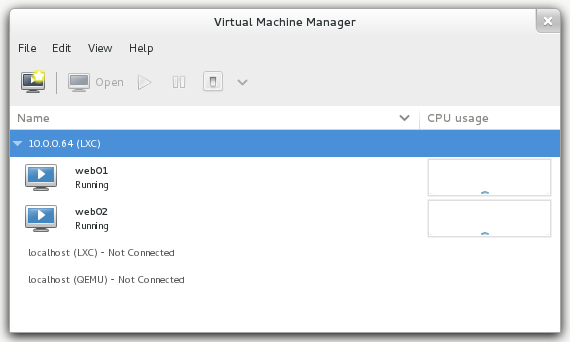 Virtual Machine Manager
File Edit View Help
Open
Name CPU usage
10.0.0.64 (LXC)
web01
Running
web02
Running
localhost (LXC) - Not Connected
localhost (QEMU) - Not Connected